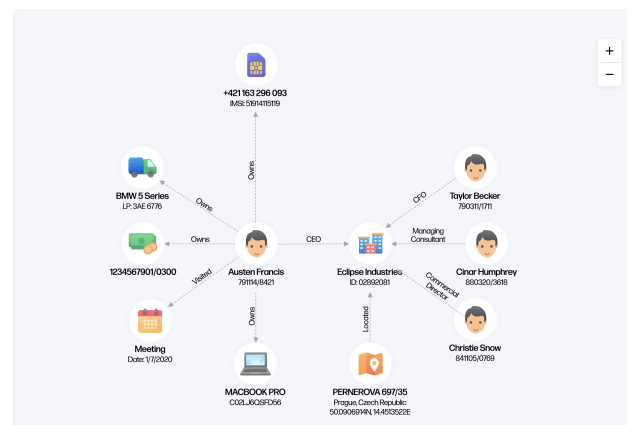 +
−
+421 163 296 093
IMSI: 51914115119
Owns
BMW 5 Series
LP: 3AE 6776
Owns
Taylor Becker
790311/1711
CFO
1234567901/0300
Owns
Austen Francis
791114/8421
CEO
Eclipse Industries
ID: 02892081
Managing
Consultant
Cinar Humphrey
880320/3618
Visited
Meeting
Date: 1/7/2020
Owns
MACBOOK PRO
C02LJ6QSFD56
Located
PERNEROVA 697/35
Prague, Czech Republic
50.0906914N, 14.4513522E
Commercial
Director
Christie Snow
841105/0769